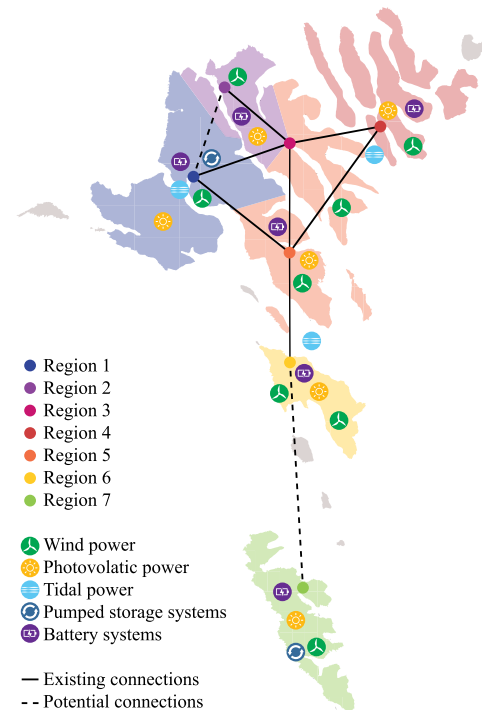 Region 1
Region 2
Region 3
Region 4
Region 5
Region 6
Region 7
Wind power
Photovolatic power
Tidal power
Pumped storage systems
Battery systems
Existing connections
Potential connections